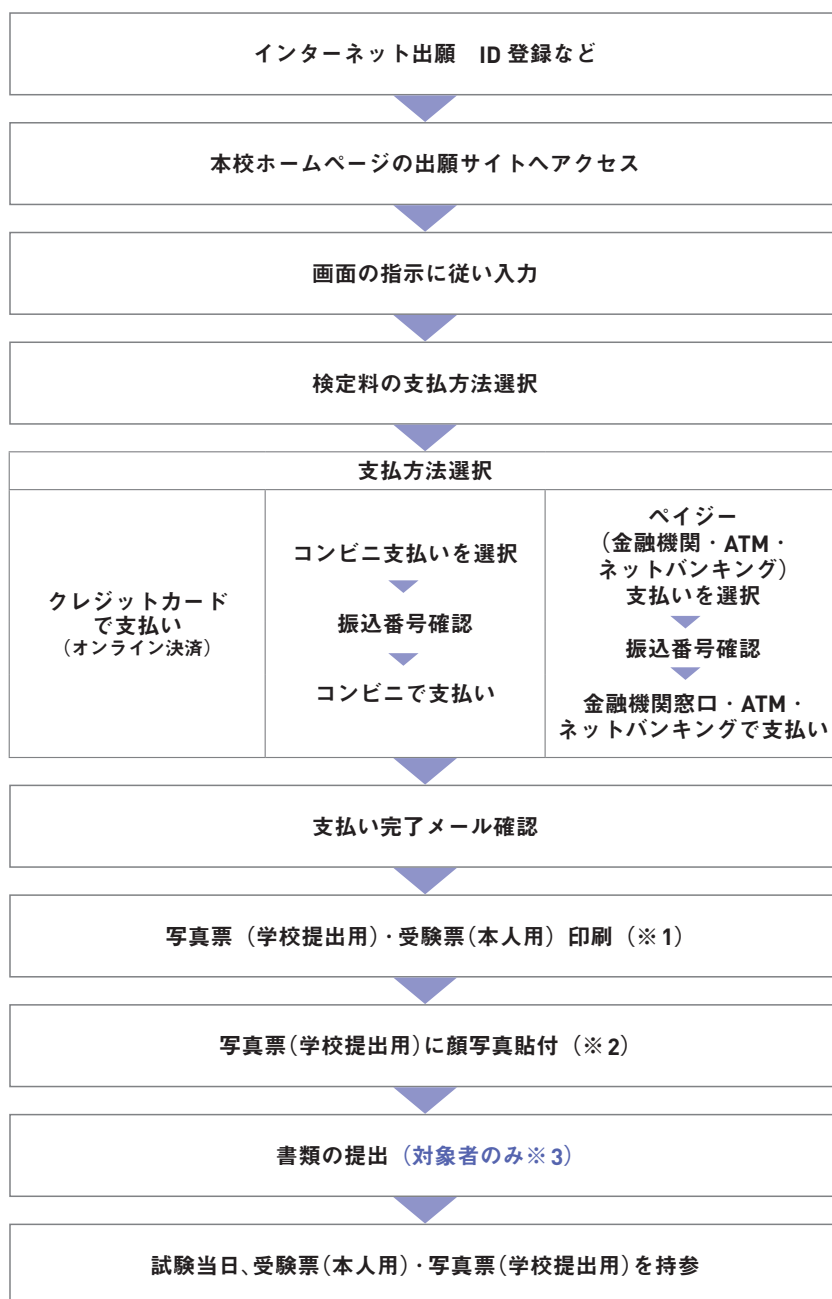 インターネット出願　ID 登録など
本校ホームページの出願サイトへアクセス
画面の指示に従い入力
検定料の支払方法選択
支払方法選択
クレジットカード
で支払い
（オンライン決済）
コンビニ支払いを選択
振込番号確認
コンビニで支払い
ペイジー
（金融機関・ATM・
ネットバンキング）
支払いを選択
振込番号確認
金融機関窓口・ATM・
ネットバンキングで支払い
支払い完了メール確認
写真票（学校提出用）・受験票（本人用）印刷（※1）
写真票（学校提出用）に顔写真貼付（※2）
書類の提出（対象者のみ※3）
試験当日、受験票（本人用）・写真票（学校提出用）を持参